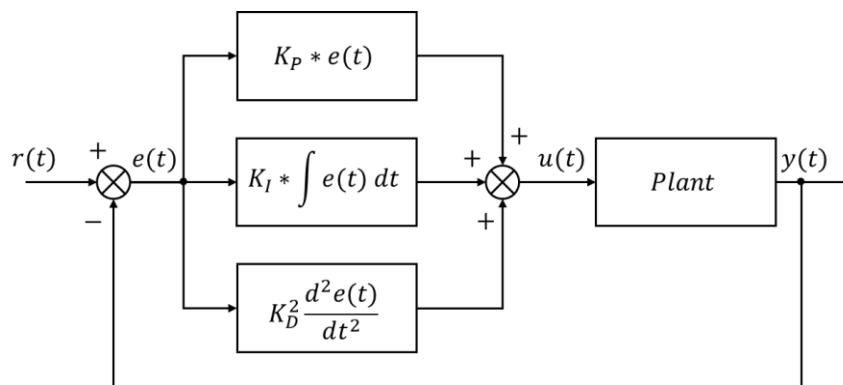 K_P * e(t)
+
r(t) + e(t) K_I * ∫ e(t) dt + u(t) Plant y(t)
− +
K_D^2 d^2e(t)/dt^2